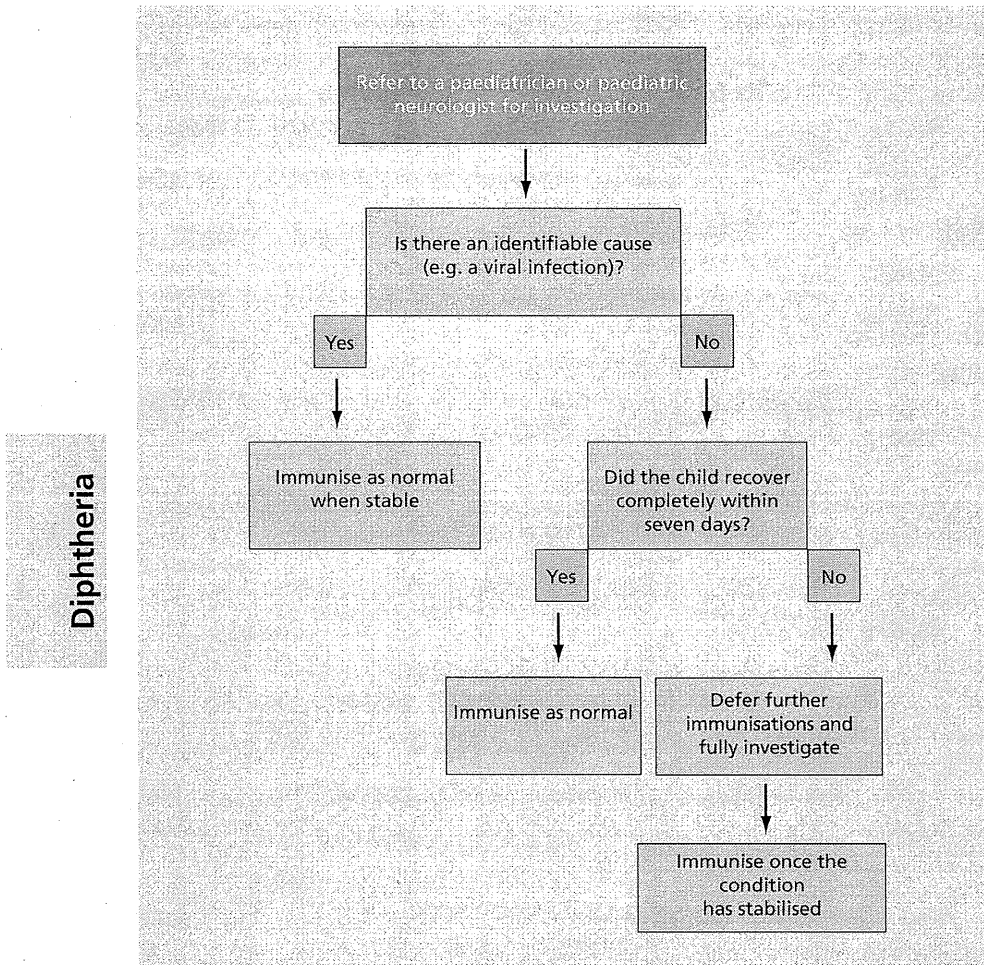 Refer to a paediatrician or paediatric
neurologist for investigation
Is there an identifiable cause
(e.g. a viral infection)?
Yes
No
Immunise as normal
when stable
Did the child recover
completely within
seven days?
Yes
No
Immunise as normal
Defer further
immunisations and
fully investigate
Immunise once the
condition
has stabilised
Diphtheria